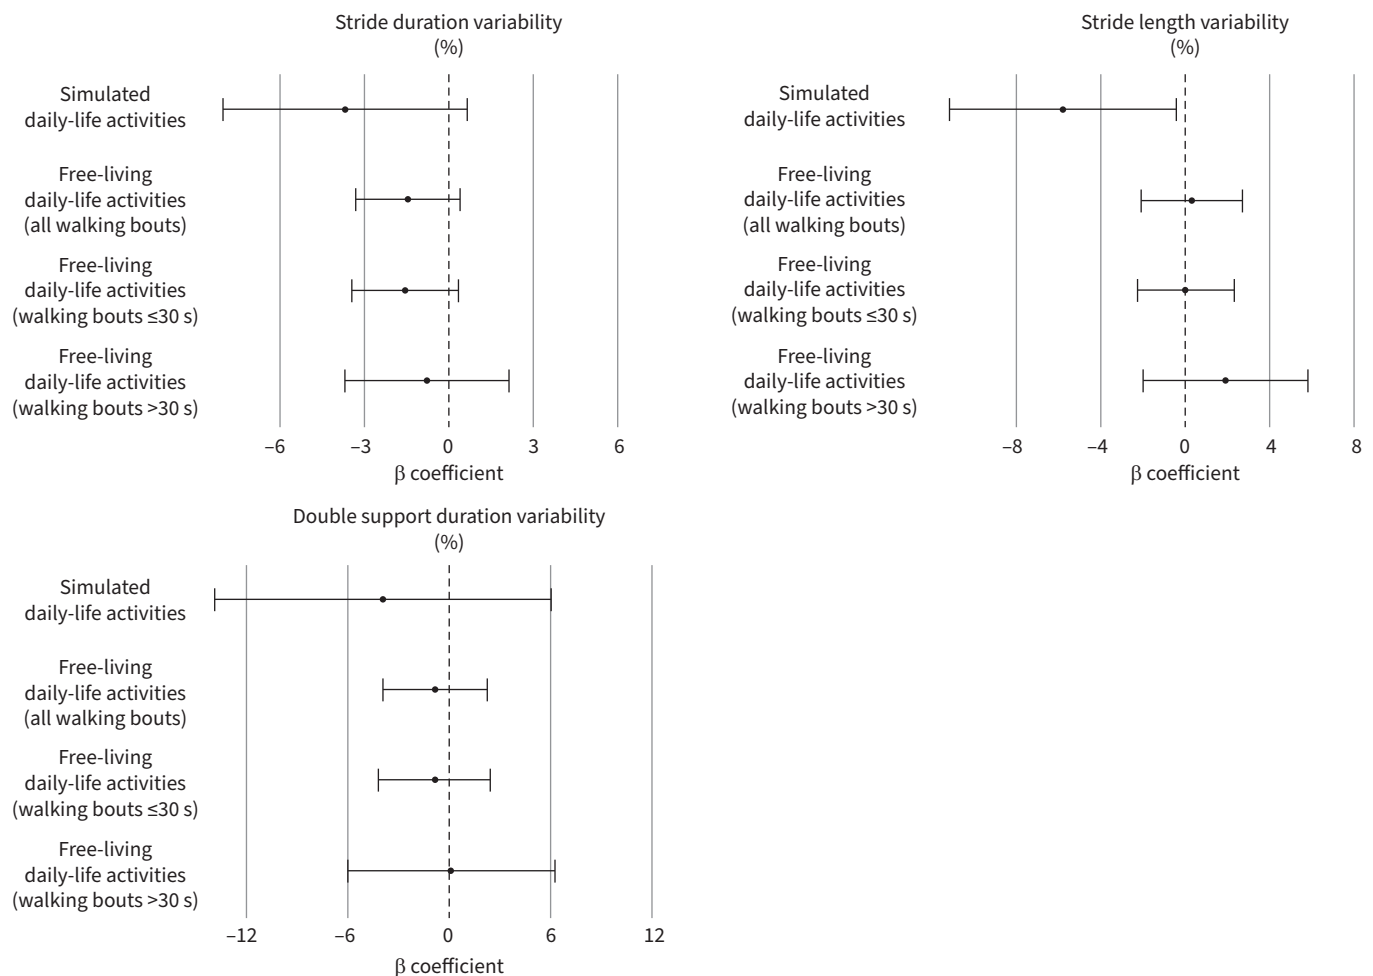 Stride duration variability
(%)
Simulated
daily-life activities
Free-living
daily-life activities
(all walking bouts)
Free-living
daily-life activities
(walking bouts ≤30 s)
Free-living
daily-life activities
(walking bouts >30 s)
–6 –3 0 3 6
β coefficient
Stride length variability
(%)
Simulated
daily-life activities
Free-living
daily-life activities
(all walking bouts)
Free-living
daily-life activities
(walking bouts ≤30 s)
Free-living
daily-life activities
(walking bouts >30 s)
–8 –4 0 4 8
β coefficient
Double support duration variability
(%)
Simulated
daily-life activities
Free-living
daily-life activities
(all walking bouts)
Free-living
daily-life activities
(walking bouts ≤30 s)
Free-living
daily-life activities
(walking bouts >30 s)
–12 –6 0 6 12
β coefficient